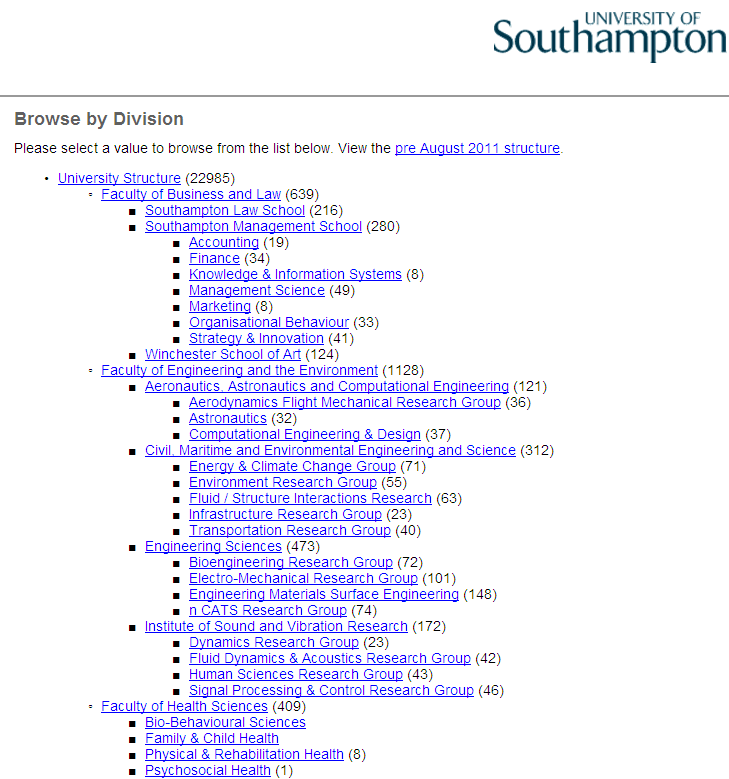 UNIVERSITY OF
Southampton
Browse by Division
Please select a value to browse from the list below. View the pre August 2011 structure.
• University Structure (22985)
◦ Faculty of Business and Law (639)
▪ Southampton Law School (216)
▪ Southampton Management School (280)
▪ Accounting (19)
▪ Finance (34)
▪ Knowledge & Information Systems (8)
▪ Management Science (49)
▪ Marketing (8)
▪ Organisational Behaviour (33)
▪ Strategy & Innovation (41)
▪ Winchester School of Art (124)
◦ Faculty of Engineering and the Environment (1128)
▪ Aeronautics, Astronautics and Computational Engineering (121)
▪ Aerodynamics Flight Mechanical Research Group (36)
▪ Astronautics (32)
▪ Computational Engineering & Design (37)
▪ Civil, Maritime and Environmental Engineering and Science (312)
▪ Energy & Climate Change Group (71)
▪ Environment Research Group (55)
▪ Fluid / Structure Interactions Research (63)
▪ Infrastructure Research Group (23)
▪ Transportation Research Group (40)
▪ Engineering Sciences (473)
▪ Bioengineering Research Group (72)
▪ Electro-Mechanical Research Group (101)
▪ Engineering Materials Surface Engineering (148)
▪ n CATS Research Group (74)
▪ Institute of Sound and Vibration Research (172)
▪ Dynamics Research Group (23)
▪ Fluid Dynamics & Acoustics Research Group (42)
▪ Human Sciences Research Group (43)
▪ Signal Processing & Control Research Group (46)
◦ Faculty of Health Sciences (409)
▪ Bio-Behavioural Sciences
▪ Family & Child Health
▪ Physical & Rehabilitation Health (8)
▪ Psychosocial Health (1)